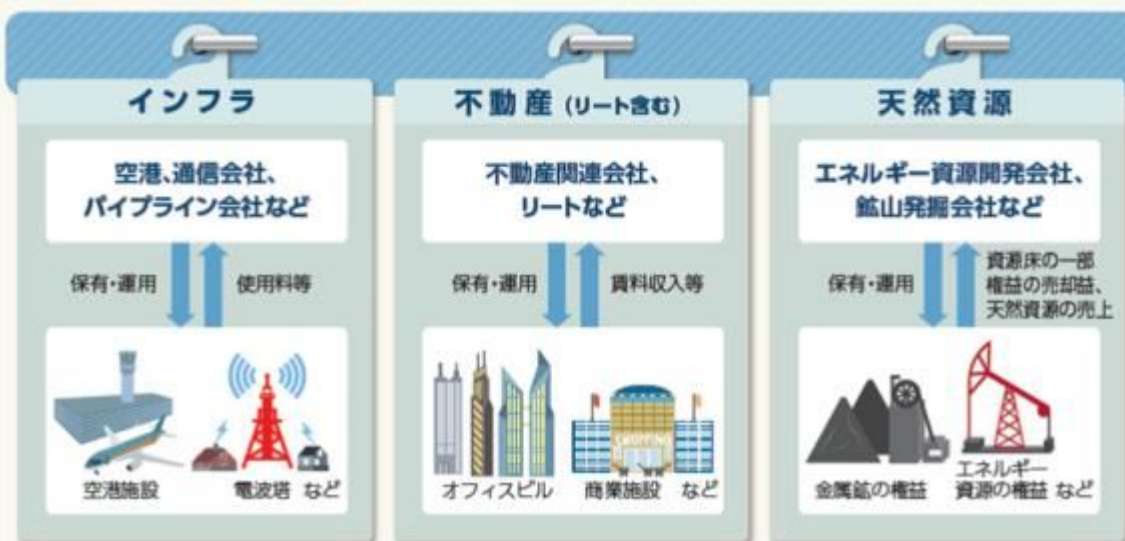 インフラ
空港、通信会社、
パイプライン会社など
保有・運用
使用料等
空港施設
電波塔 など
不動産（リート含む）
不動産関連会社、
リートなど
保有・運用
賃料収入等
SHOPPING
オフィスビル
商業施設 など
天然資源
エネルギー資源開発会社、
鉱山発掘会社など
保有・運用
資源床の一部
権益の売却益、
天然資源の売上
金属鉱の権益
エネルギー
資源の権益 など